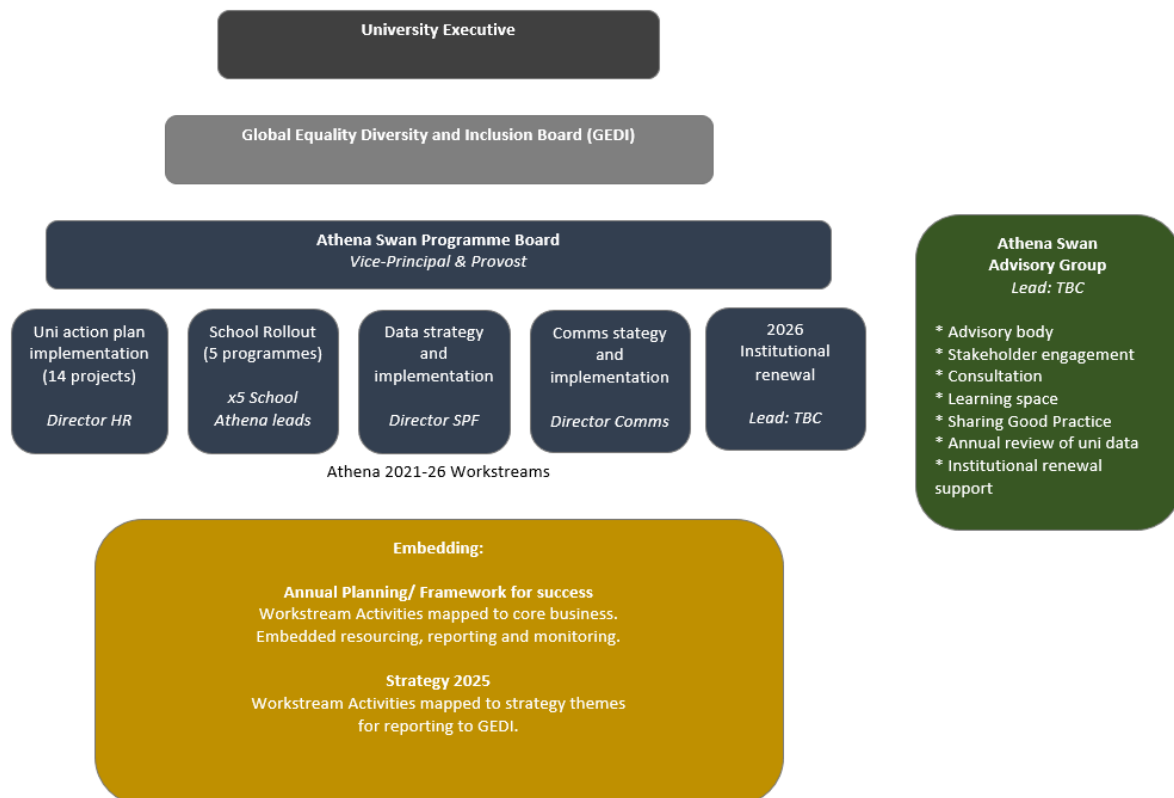 University Executive
Global Equality Diversity and Inclusion Board (GEDI)
Athena Swan Programme Board
Vice-Principal & Provost
Uni action plan
implementation
(14 projects)
Director HR
School Rollout
(5 programmes)
x5 School
Athena leads
Data strategy
and
implementation
Director SPF
Comms stategy
and
implementation
Director Comms
2026
Institutional
renewal
Lead: TBC
Athena 2021-26 Workstreams
Athena Swan
Advisory Group
Lead: TBC
* Advisory body
* Stakeholder engagement
* Consultation
* Learning space
* Sharing Good Practice
* Annual review of uni data
* Institutional renewal
support
Embedding:
Annual Planning/ Framework for success
Workstream Activities mapped to core business.
Embedded resourcing, reporting and monitoring.
Strategy 2025
Workstream Activities mapped to strategy themes
for reporting to GEDI.